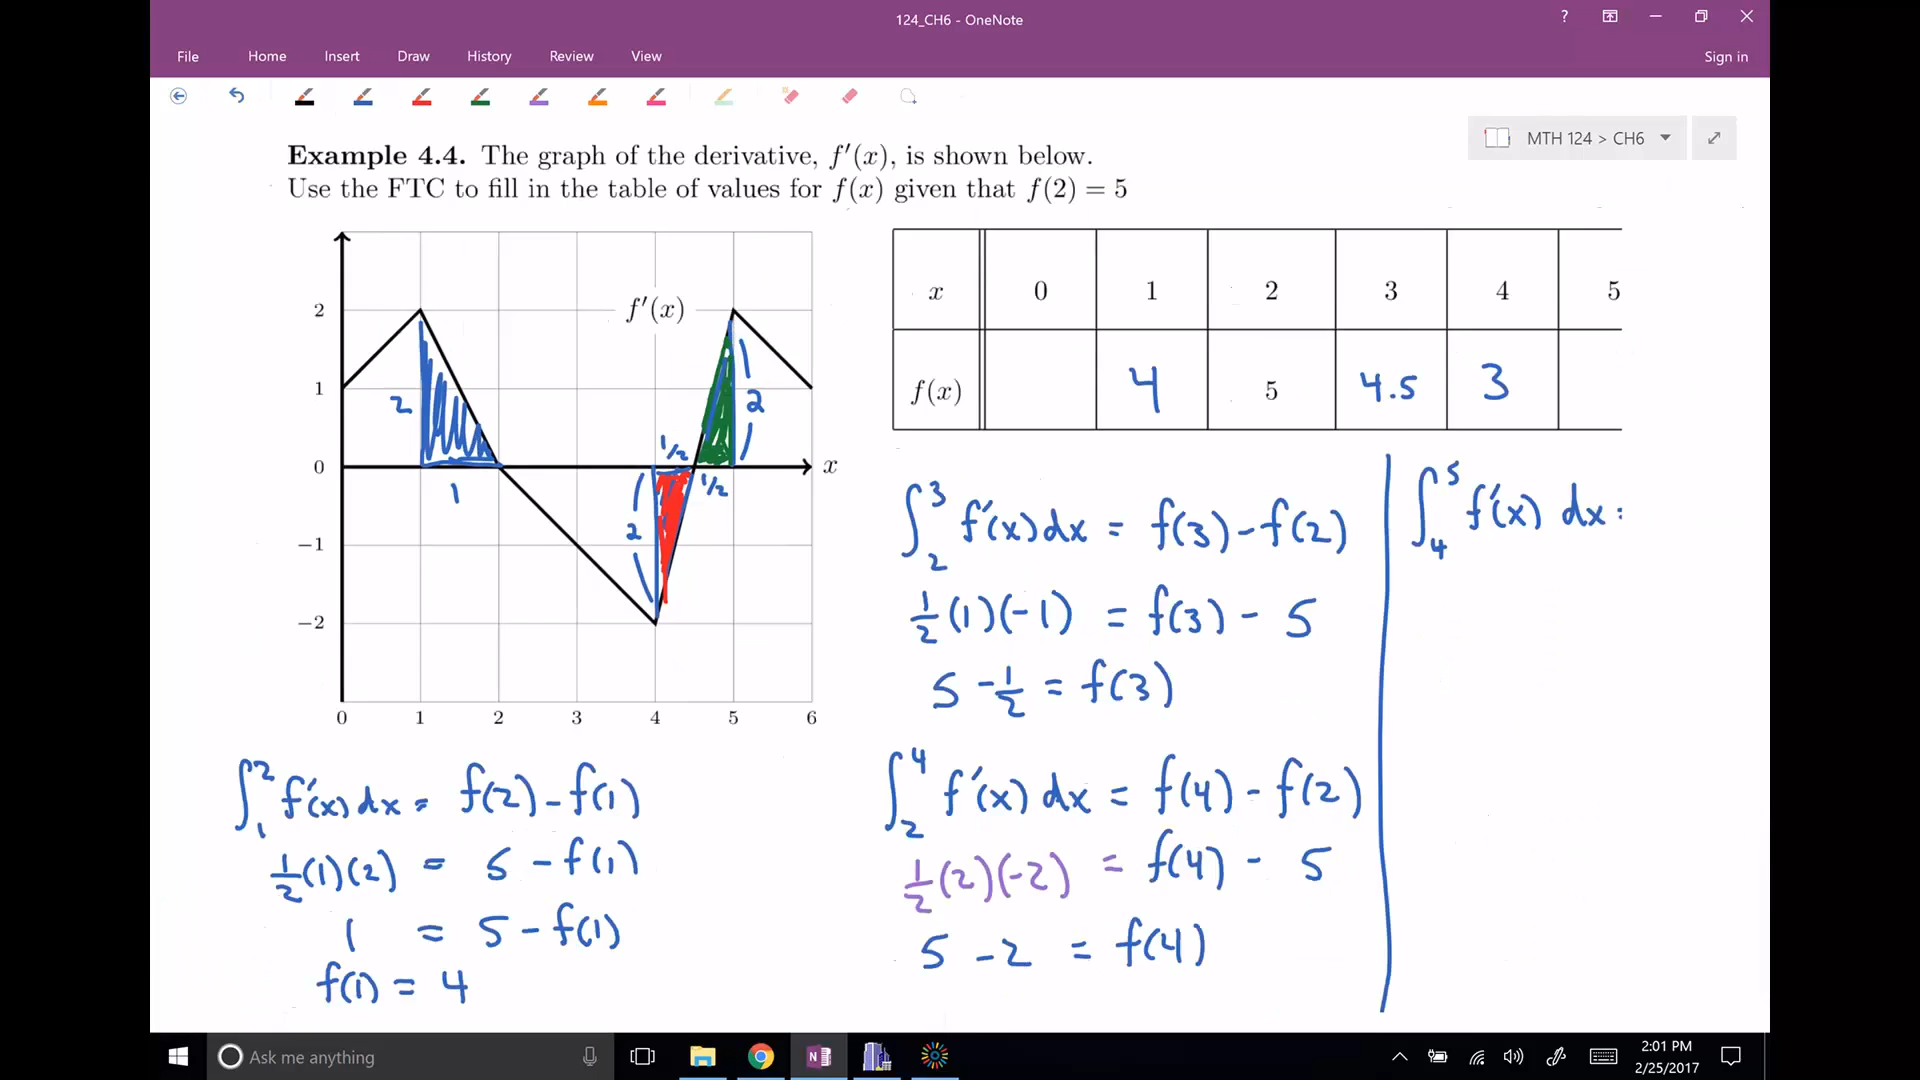 124_CH6 - OneNote
?
File Home Insert Draw History Review View Sign in
MTH 124 > CH6
Example 4.4. The graph of the derivative, f′(x), is shown below.
Use the FTC to fill in the table of values for f(x) given that f(2) = 5
x 0 1 2 3 4 5
f(x) 4 5 4.5 3
f′(x)
2
1
0
−1
−2
x
0 1 2 3 4 5 6
2
1
1/2
1/2
2
2
∫₂³ f′(x) dx = f(3) - f(2)
½(1)(-1) = f(3) - 5
5 - ½ = f(3)
∫₂⁴ f′(x) dx = f(4) - f(2)
½(2)(-2) = f(4) - 5
5 - 2 = f(4)
∫₄⁵ f′(x) dx =
∫₁² f′(x) dx = f(2) - f(1)
½(1)(2) = 5 - f(1)
1 = 5 - f(1)
f(1) = 4
Ask me anything
2:01 PM
2/25/2017